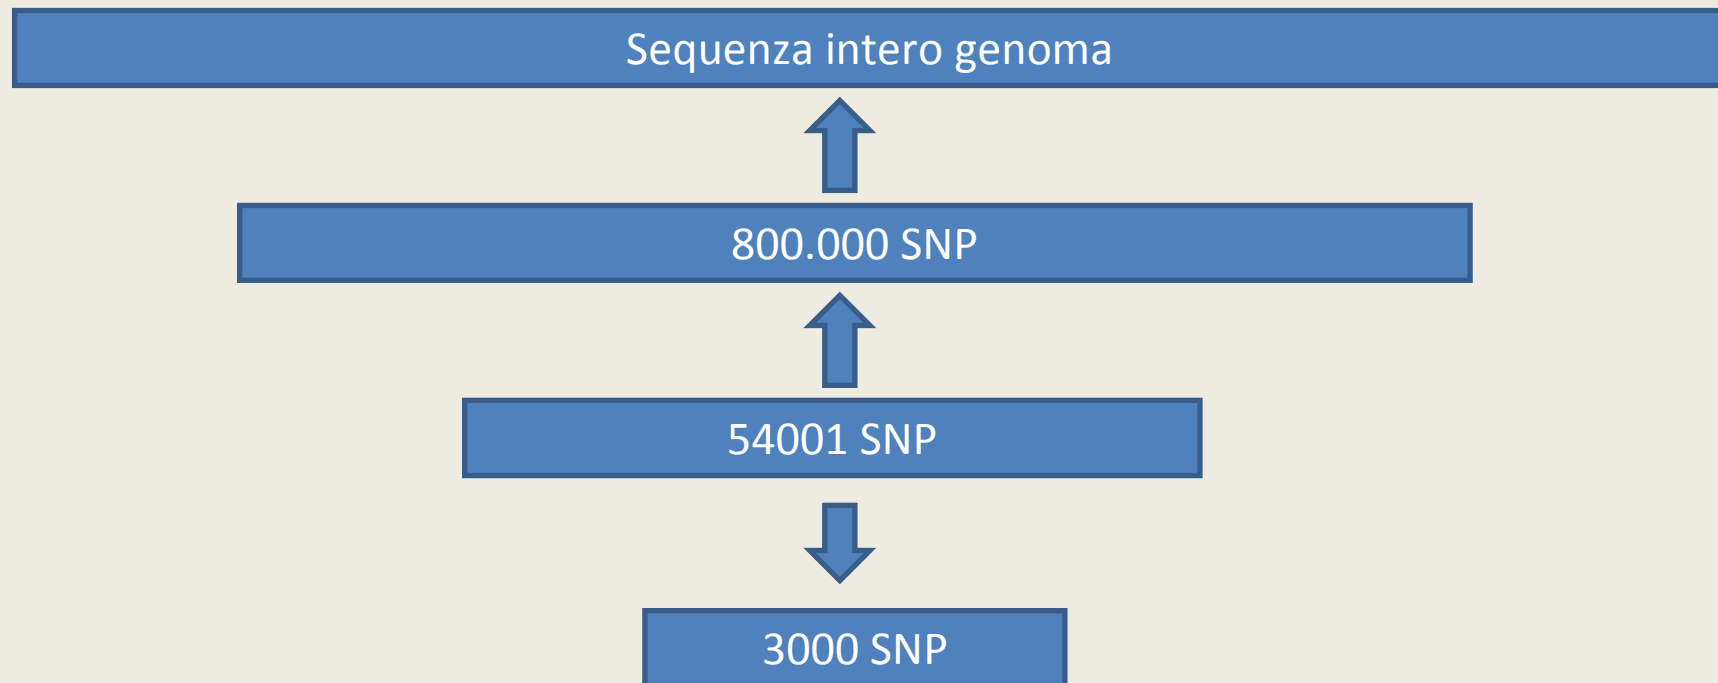 Sequenza intero genoma
800.000 SNP
54001 SNP
3000 SNP